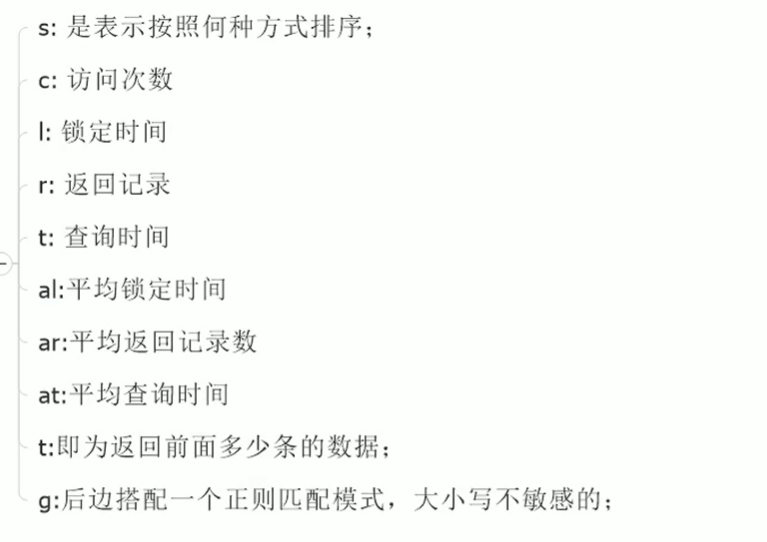 s: 是表示按照何种方式排序；
c: 访问次数
l: 锁定时间
r: 返回记录
t: 查询时间
al:平均锁定时间
ar:平均返回记录数
at:平均查询时间
t:即为返回前面多少条的数据；
g:后边搭配一个正则匹配模式，大小写不敏感的；